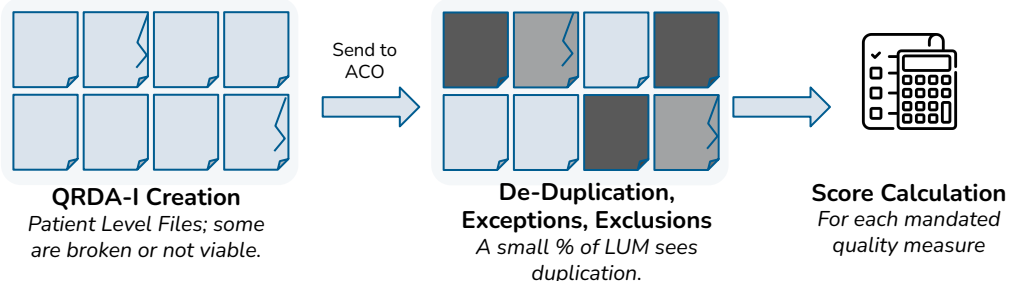 Send to
ACO
QRDA-I Creation
Patient Level Files; some
are broken or not viable.
De-Duplication,
Exceptions, Exclusions
A small % of LUM sees
duplication.
Score Calculation
For each mandated
quality measure